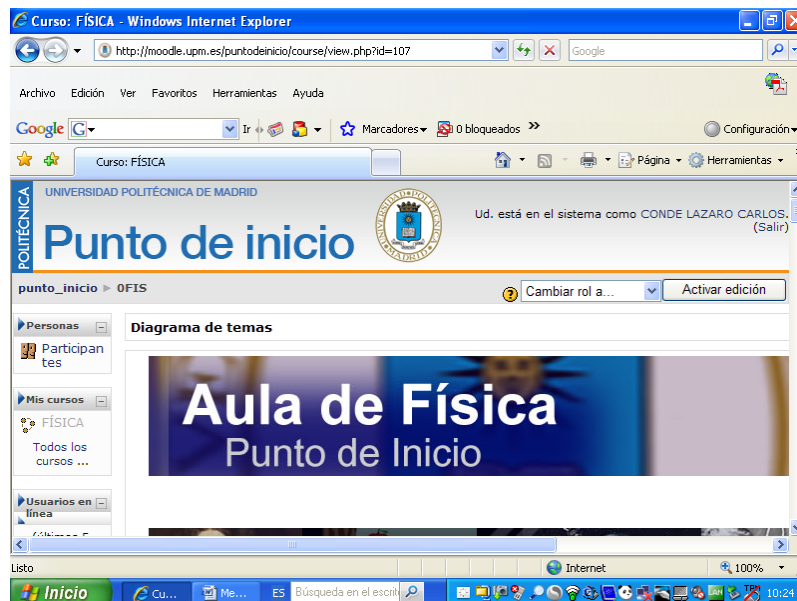 Curso: FÍSICA - Windows Internet Explorer
http://moodle.upm.es/puntodeinicio/course/view.php?id=107
Google
Archivo Edición Ver Favoritos Herramientas Ayuda
Google G Ir Marcadores 0 bloqueados » Configuración
Curso: FÍSICA Página Herramientas
POLITÉCNICA
UNIVERSIDAD POLITÉCNICA DE MADRID
Punto de inicio
Ud. está en el sistema como CONDE LAZARO CARLOS.
(Salir)
punto_inicio ► 0FIS Cambiar rol a... Activar edición
Personas
Participan
tes
Mis cursos
FÍSICA
Todos los
cursos ...
Usuarios en
línea
Diagrama de temas
Aula de Física
Punto de Inicio
Listo Internet 100%
Inicio Cu... Me... ES Búsqueda en el escrito 10:24